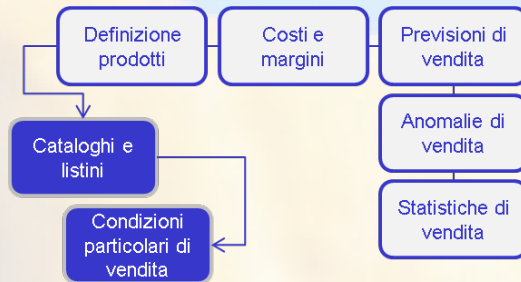 Definizione
prodotti
Costi e
margini
Previsioni di
vendita
Cataloghi e
listini
Anomalie di
vendita
Condizioni
particolari di
vendita
Statistiche di
vendita